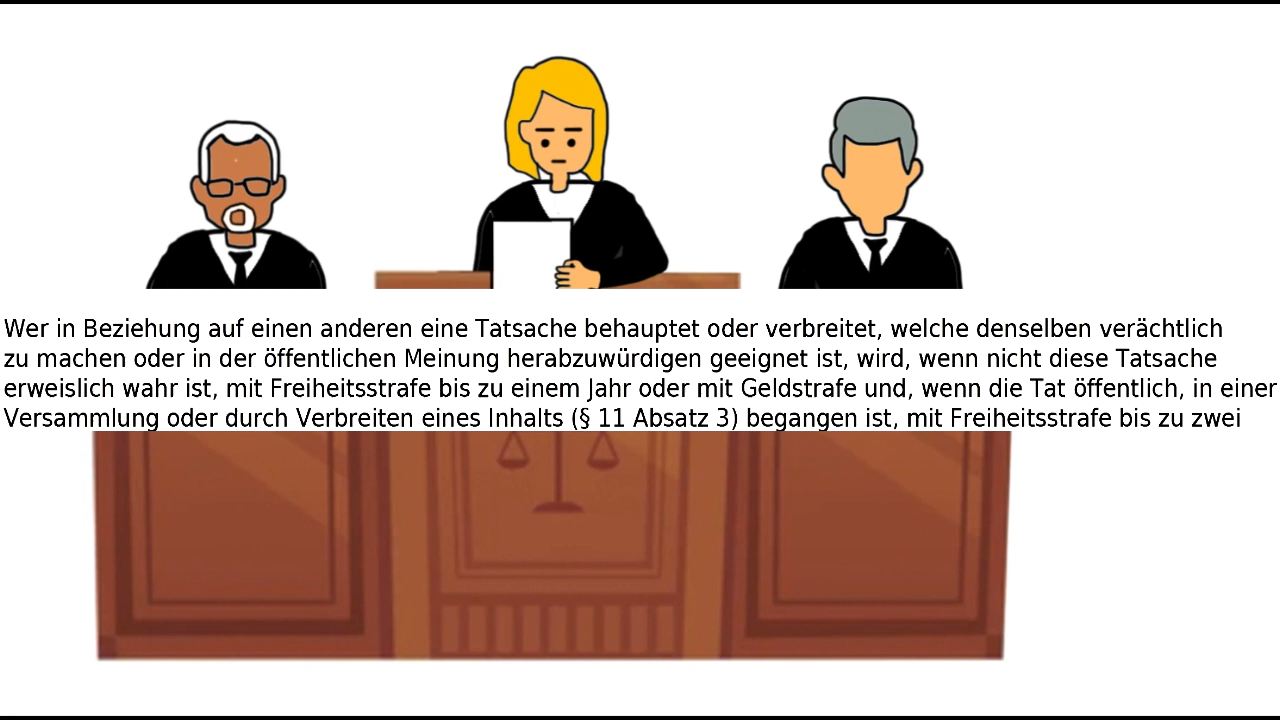 Wer in Beziehung auf einen anderen eine Tatsache behauptet oder verbreitet, welche denselben verächtlich
zu machen oder in der öffentlichen Meinung herabzuwürdigen geeignet ist, wird, wenn nicht diese Tatsache
erweislich wahr ist, mit Freiheitsstrafe bis zu einem Jahr oder mit Geldstrafe und, wenn die Tat öffentlich, in einer
Versammlung oder durch Verbreiten eines Inhalts (§ 11 Absatz 3) begangen ist, mit Freiheitsstrafe bis zu zwei